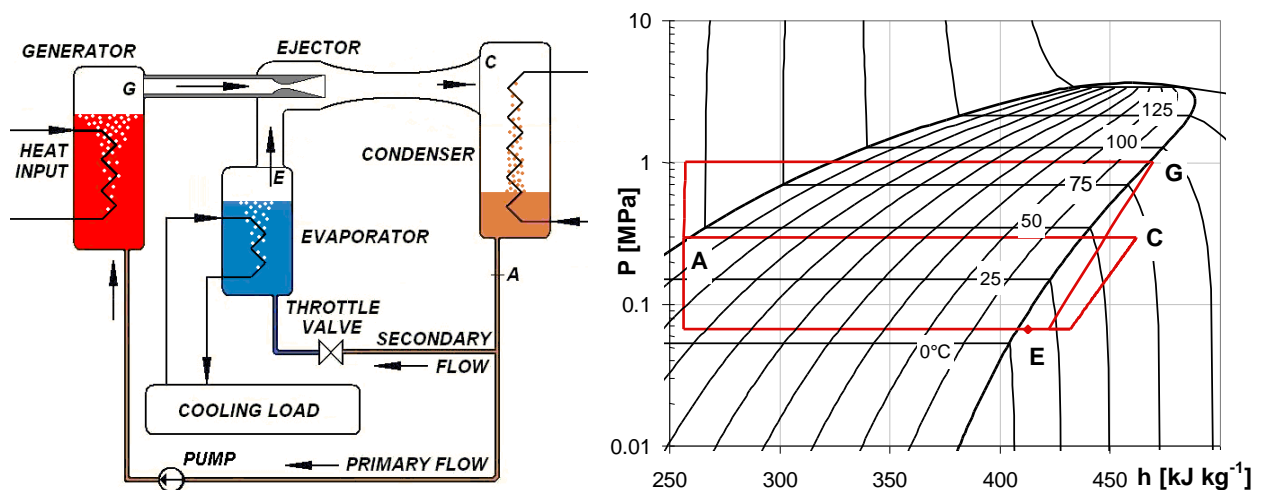 GENERATOR
G
HEAT
INPUT
EJECTOR
C
CONDENSER
E
EVAPORATOR
A
THROTTLE
VALVE
SECONDARY
FLOW
COOLING LOAD
PUMP
PRIMARY FLOW
P [MPa]
10
1
0.1
0.01
125
100
75
50
25
0°C
G
C
A
E
250
300
350
400
450
h [kJ kg-1]